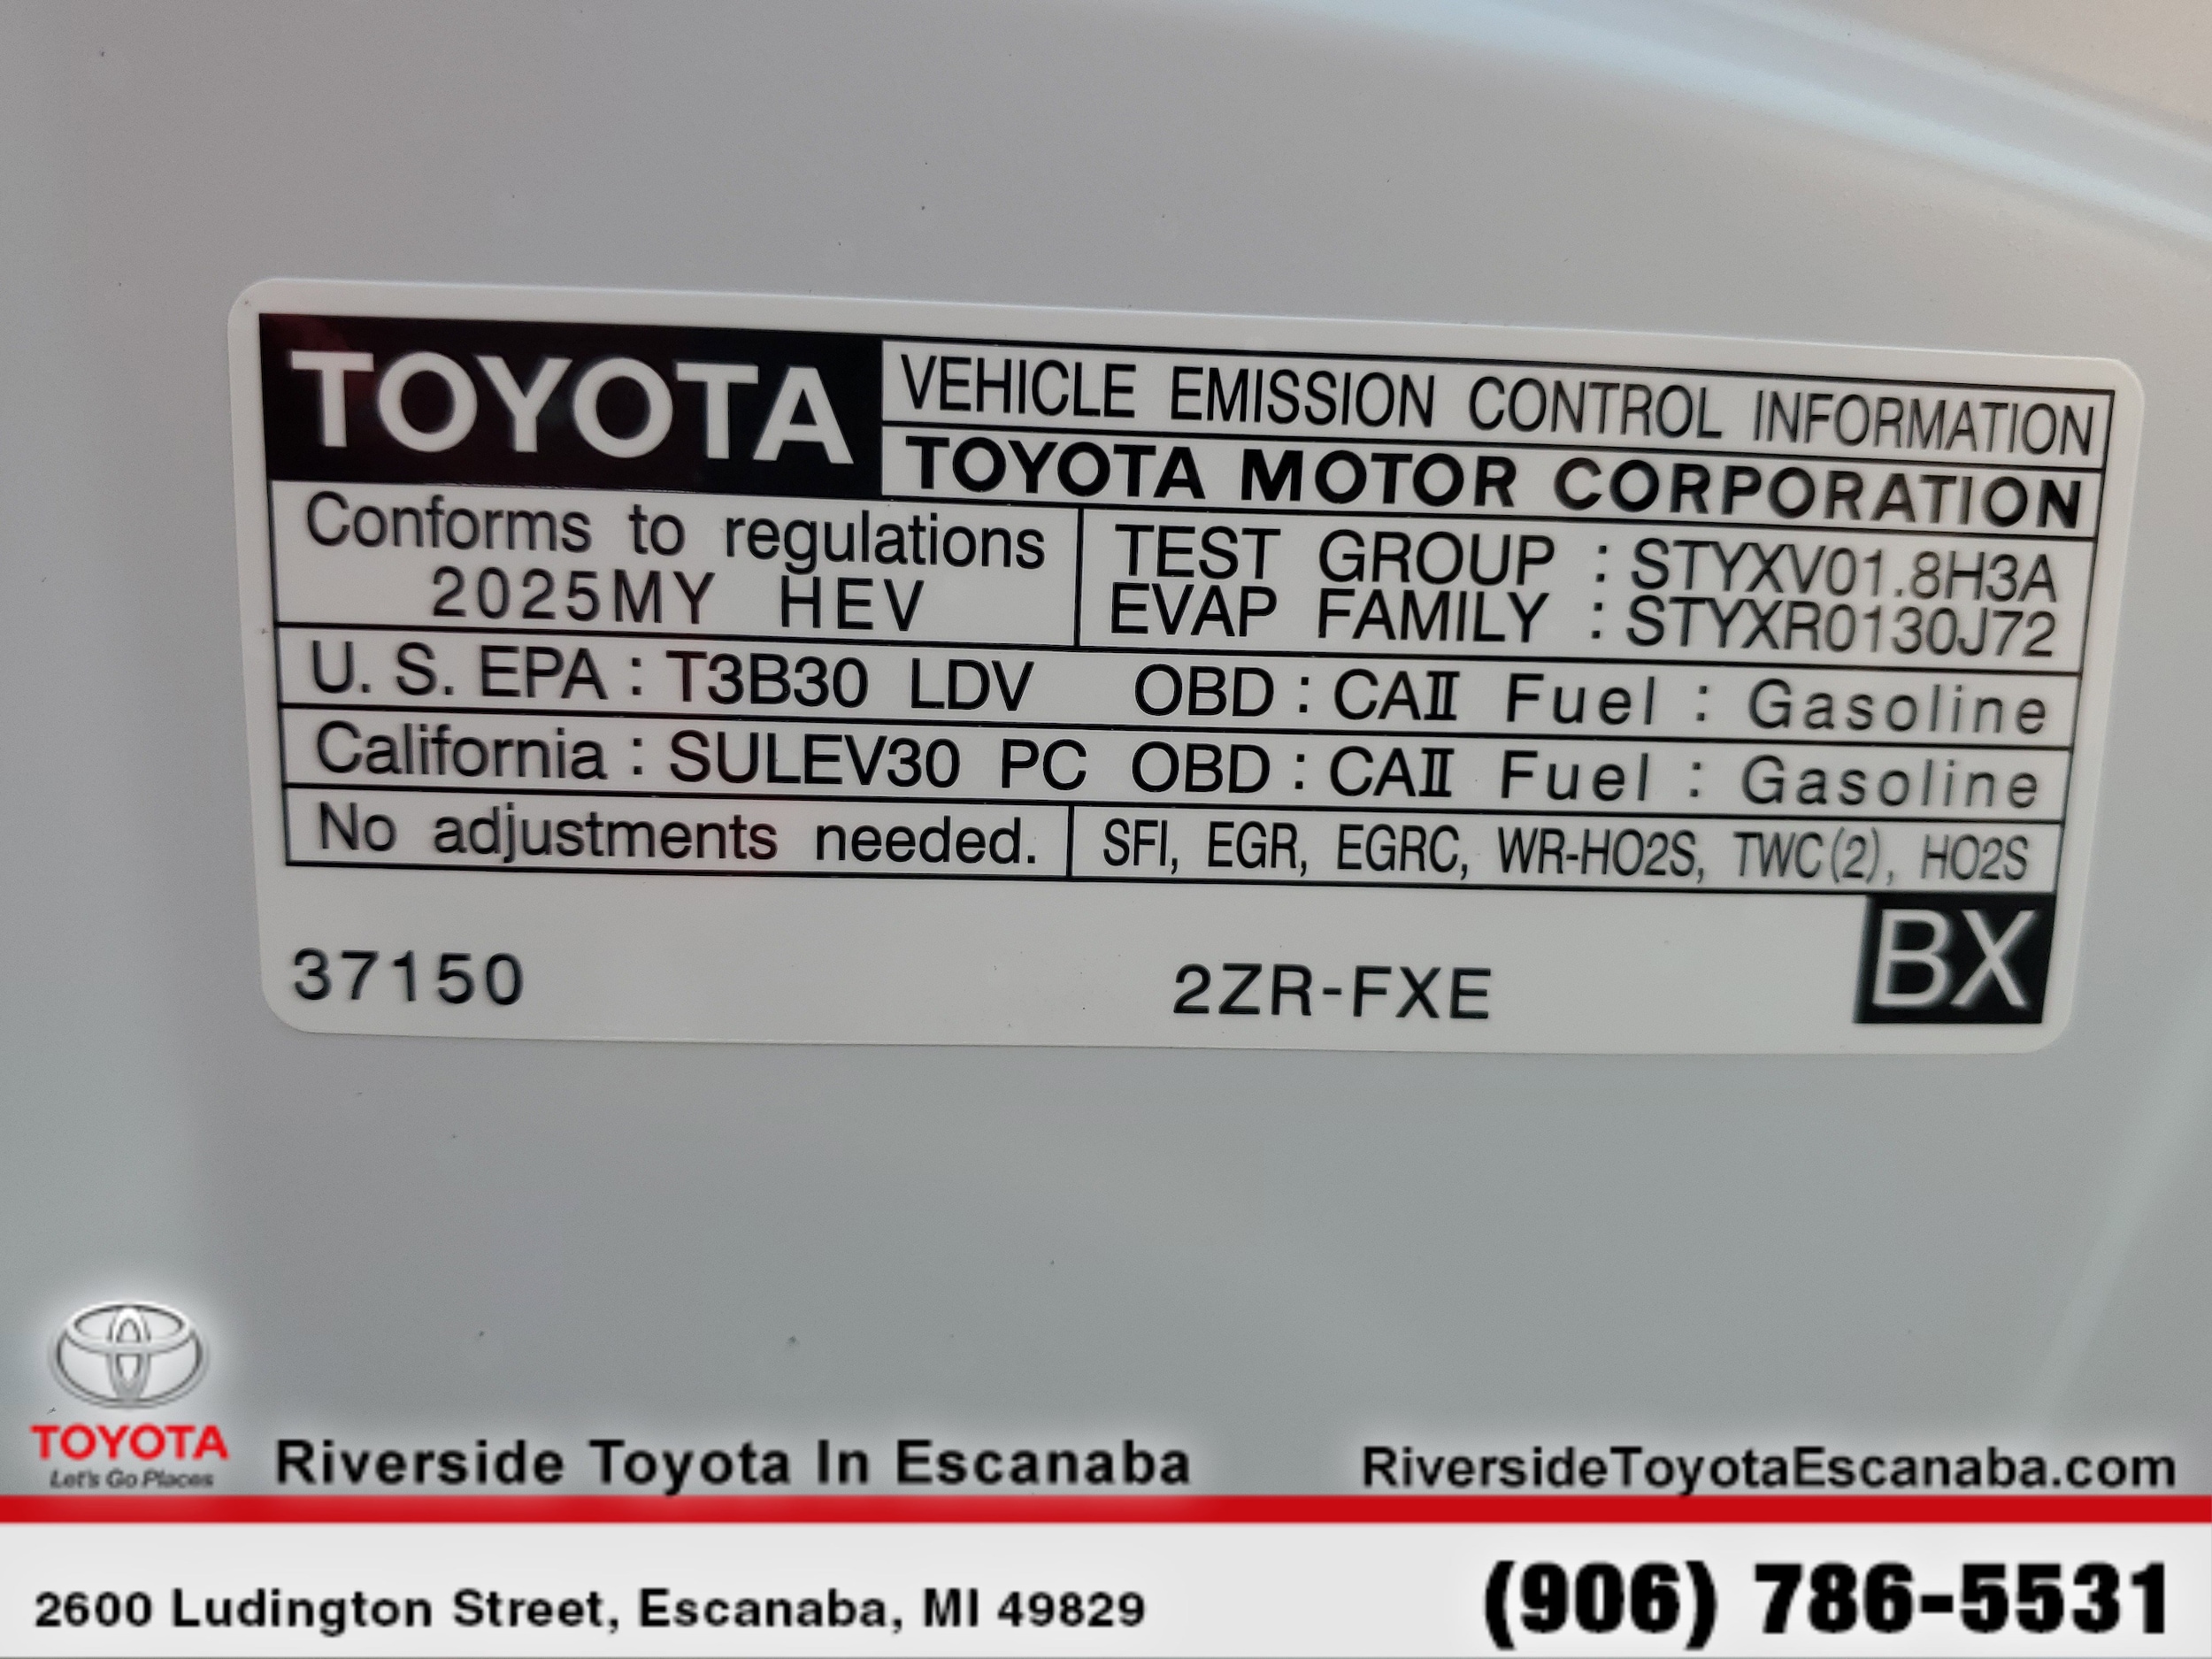 TOYOTA
VEHICLE EMISSION CONTROL INFORMATION
TOYOTA MOTOR CORPORATION
Conforms to regulations
2025MY HEV
TEST GROUP : STYXV01.8H3A
EVAP FAMILY : STYXR0130J72
U. S. EPA : T3B30 LDV OBD : CAⅡ Fuel : Gasoline
California : SULEV30 PC OBD : CAⅡ Fuel : Gasoline
No adjustments needed.
SFI, EGR, EGRC, WR-HO2S, TWC(2), HO2S
37150
2ZR-FXE
BX
TOYOTA
Let's Go Places
Riverside Toyota In Escanaba
RiversideToyotaEscanaba.com
2600 Ludington Street, Escanaba, MI 49829
(906) 786-5531